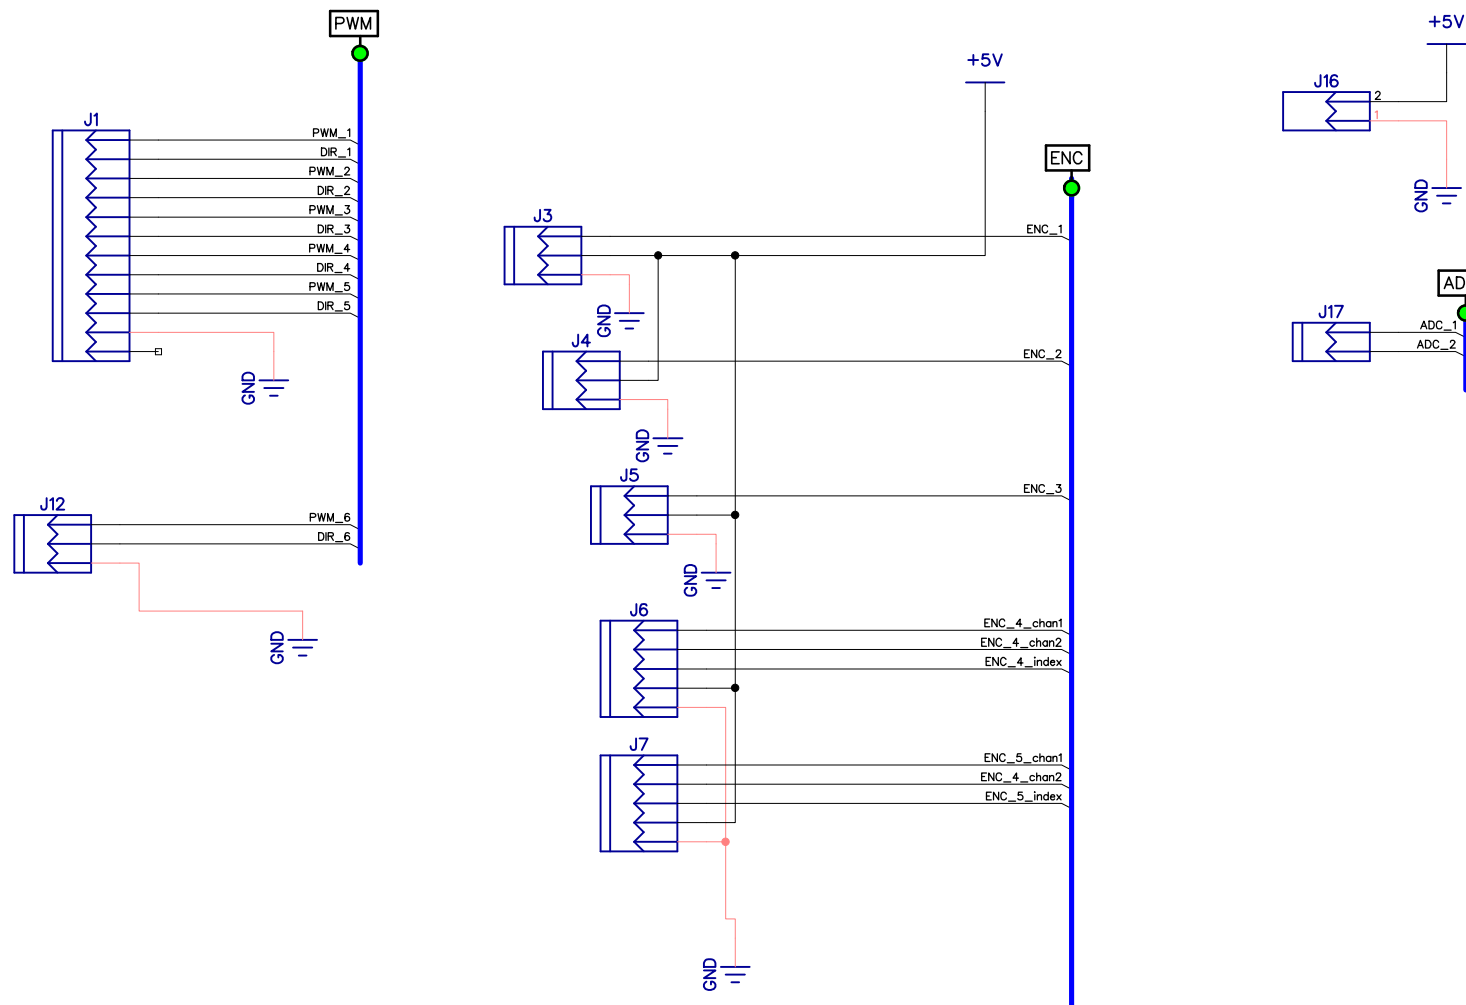 PWM
J1
PWM_1
DIR_1
PWM_2
DIR_2
PWM_3
DIR_3
PWM_4
DIR_4
PWM_5
DIR_5
GND
J12
PWM_6
DIR_6
GND
+5V
ENC
J3
ENC_1
GND
J4
ENC_2
GND
J5
ENC_3
GND
J6
ENC_4_chan1
ENC_4_chan2
ENC_4_index
J7
ENC_5_chan1
ENC_4_chan2
ENC_5_index
GND
+5V
J16
2
1
GND
AD
J17
ADC_1
ADC_2